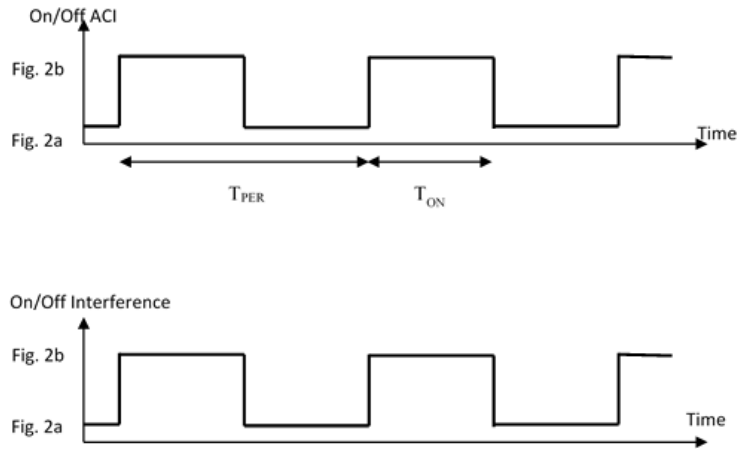 On/Off ACI
Fig. 2b
Fig. 2a
Time
TPER
TON
On/Off Interference
Fig. 2b
Fig. 2a
Time